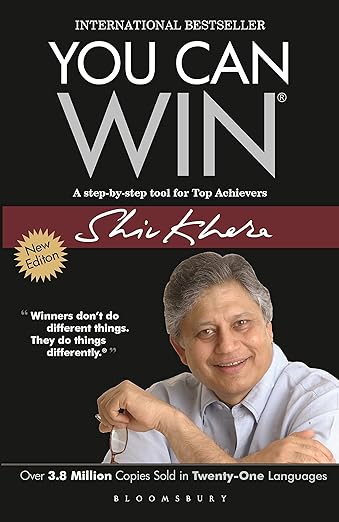 INTERNATIONAL BESTSELLER
YOU CAN
WIN®
A step-by-step tool for Top Achievers
Shiv Khera
New
Editon
“ Winners don’t do
different things.
They do things
differently.® ”
Over 3.8 Million Copies Sold in Twenty-One Languages
BLOOMSBURY